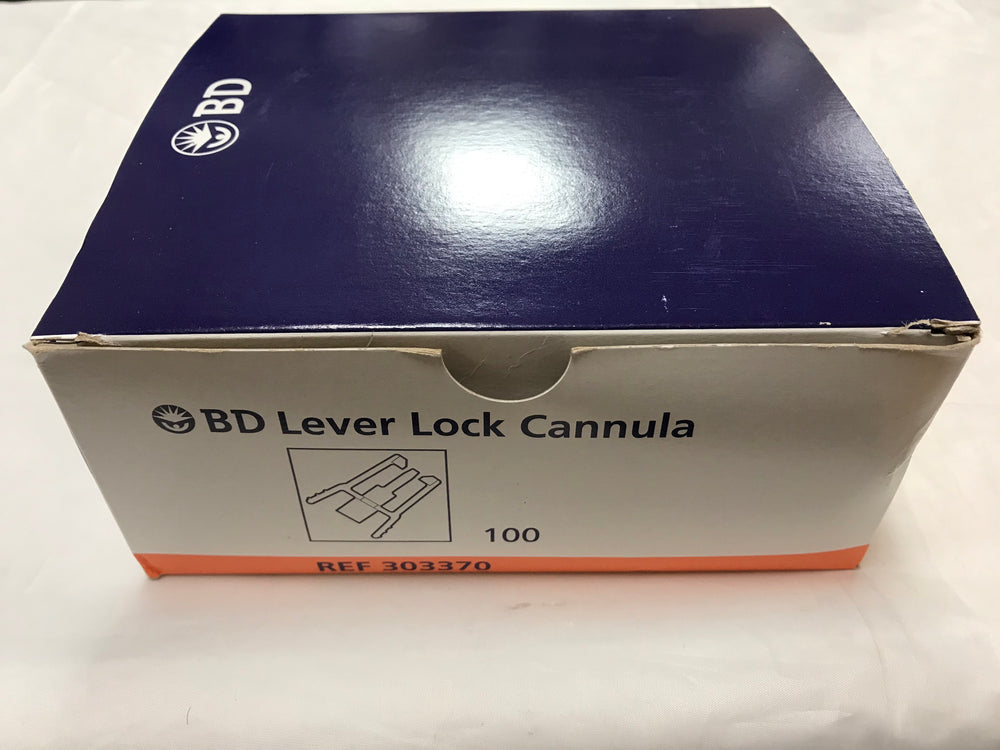 BD
BD Lever Lock Cannula
100
REF 303370